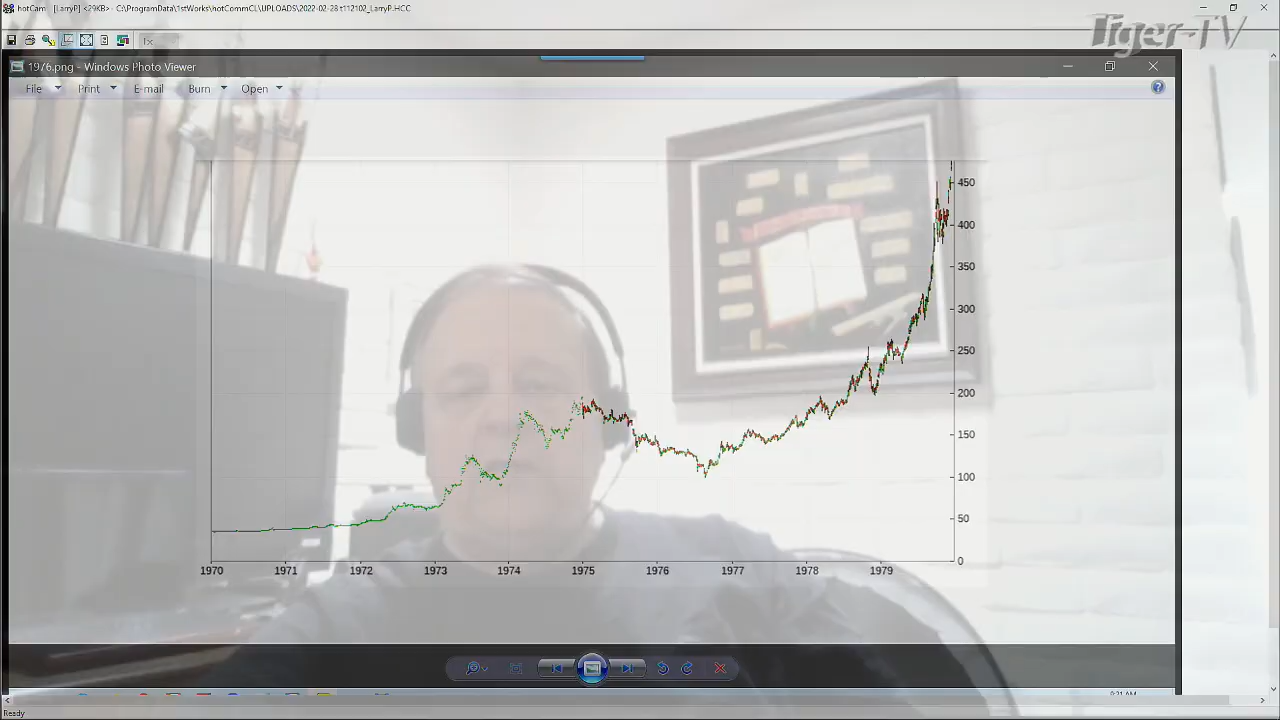 hotCam - [LarryP] <29KB> - C:\ProgramData\1stWorks\hotCommCL\UPLOADS\2022-02-28 t112102_LarryP.HCC
Tiger-TV
1976.png - Windows Photo Viewer
File Print E-mail Burn Open
450
400
350
300
250
200
150
100
50
0
1970 1971 1972 1973 1974 1975 1976 1977 1978 1979
Ready